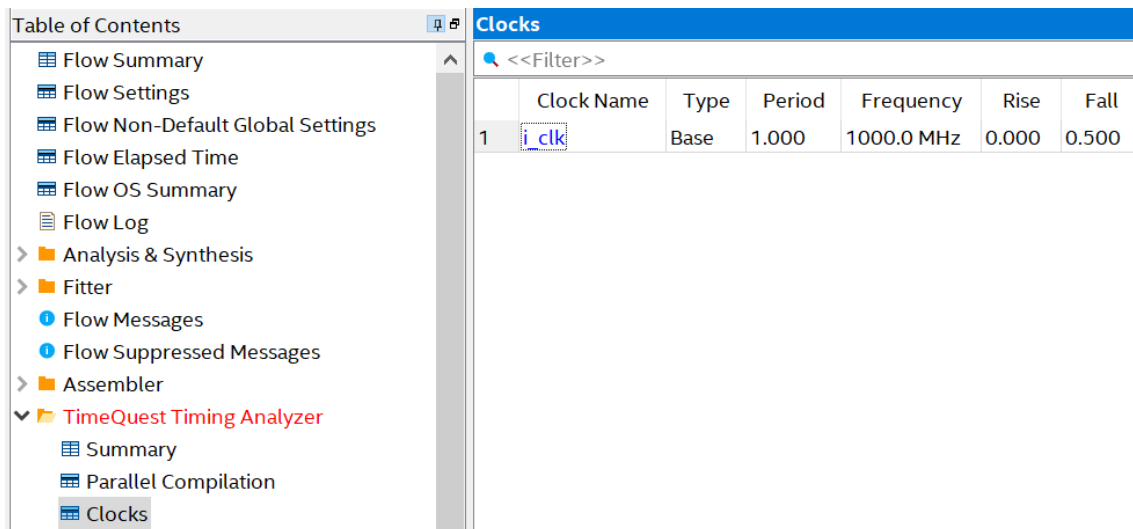 Table of Contents
Flow Summary
Flow Settings
Flow Non-Default Global Settings
Flow Elapsed Time
Flow OS Summary
Flow Log
Analysis & Synthesis
Fitter
Flow Messages
Flow Suppressed Messages
Assembler
TimeQuest Timing Analyzer
Summary
Parallel Compilation
Clocks
Clocks
<<Filter>>
Clock Name Type Period Frequency Rise Fall
1 i_clk Base 1.000 1000.0 MHz 0.000 0.500